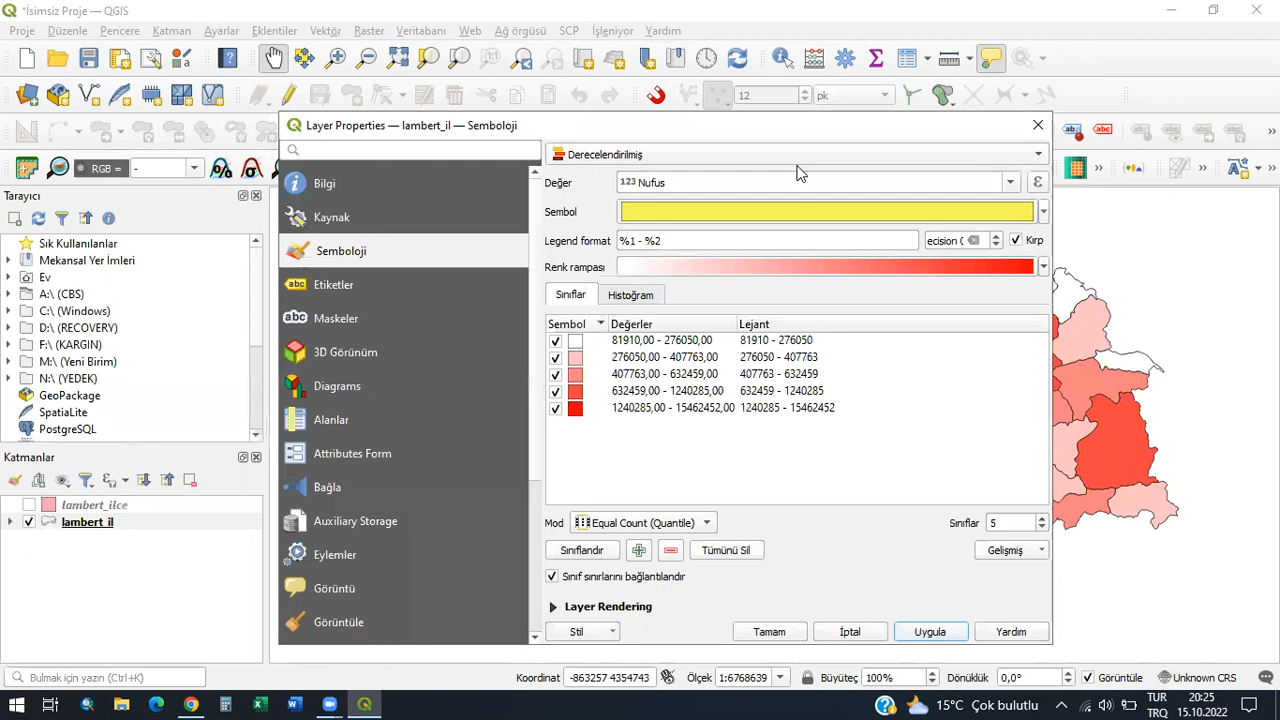 *İsimsiz Proje — QGIS
Proje Düzenle Pencere Katman Ayarlar Eklentiler Vektör Raster Veritabanı Web Ağ örgüsü SCP İşleniyor Yardım
12 pk
Layer Properties — lambert_il — Semboloji
abc abc
RGB = -
Derecelendirilmiş
Tarayıcı
Bilgi
Değer 123 Nufus ε
Kaynak
Sembol
Sık Kullanılanlar
Mekansal Yer İmleri
Ev
A:\ (CBS)
C:\ (Windows)
D:\ (RECOVERY)
F:\ (KARGIN)
M:\ (Yeni Birim)
N:\ (YEDEK)
GeoPackage
SpatiaLite
PostgreSQL
Semboloji
Legend format %1 - %2 ecision ( Kırp
Renk rampası
abc Etiketler
Sınıflar Histoğram
abc Maskeler
Sembol Değerler Lejant
81910,00 - 276050,00 81910 - 276050
276050,00 - 407763,00 276050 - 407763
407763,00 - 632459,00 407763 - 632459
632459,00 - 1240285,00 632459 - 1240285
1240285,00 - 15462452,00 1240285 - 15462452
3D Görünüm
Diagrams
Alanlar
Attributes Form
Bağla
Auxiliary Storage
Eylemler
Görüntü
Görüntüle
Katmanlar
lambert_ilce
lambert_il
Mod Equal Count (Quantile) Sınıflar 5
Sınıflandır Tümünü Sil Gelişmiş
Sınıf sınırlarını bağlantılandır
Layer Rendering
Stil Tamam İptal Uygula Yardım
Bulmak için yazın (Ctrl+K) Koordinat -863257 4354743 Ölçek 1:6768639 Büyüteç 100% Dönüklük 0,0° Görüntüle Unknown CRS
15°C Çok bulutlu TUR 20:25
TRQ 15.10.2022